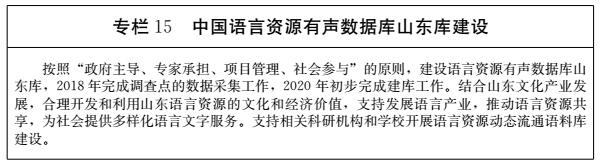 专栏 15 中国语言资源有声数据库山东库建设
按照“政府主导、专家承担、项目管理、社会参与”的原则，建设语言资源有声数据库山
东库，2018 年完成调查点的数据采集工作，2020 年初步完成建库工作。结合山东文化产业发
展，合理开发和利用山东语言资源的文化和经济价值，支持发展语言产业，推动语言资源共
享，为社会提供多样化语言文字服务。支持相关科研机构和学校开展语言资源动态流通语料库
建设。